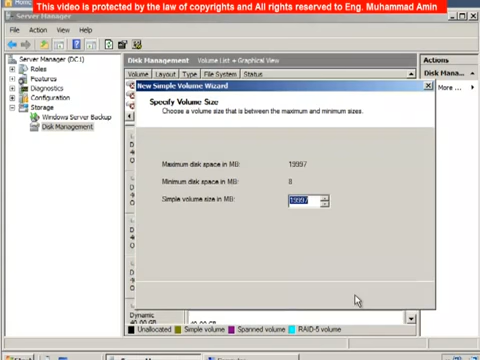 This video is protected by the law of copyrights and All rights reserved to Eng. Muhammad Amin
Server Manager
File Action View Help
Server Manager (DC1)
Roles
Features
Diagnostics
Configuration
Storage
Windows Server Backup
Disk Management
Disk Management Volume List + Graphical View
Volume Layout Type File System Status
Actions
Disk Mana...
More ...
New Simple Volume Wizard
Specify Volume Size
Choose a volume size that is between the maximum and minimum sizes.
Maximum disk space in MB: 19997
Minimum disk space in MB: 8
Simple volume size in MB: 19997
Dynamic
40.00 GB
Unallocated Simple volume Spanned volume RAID-5 volume